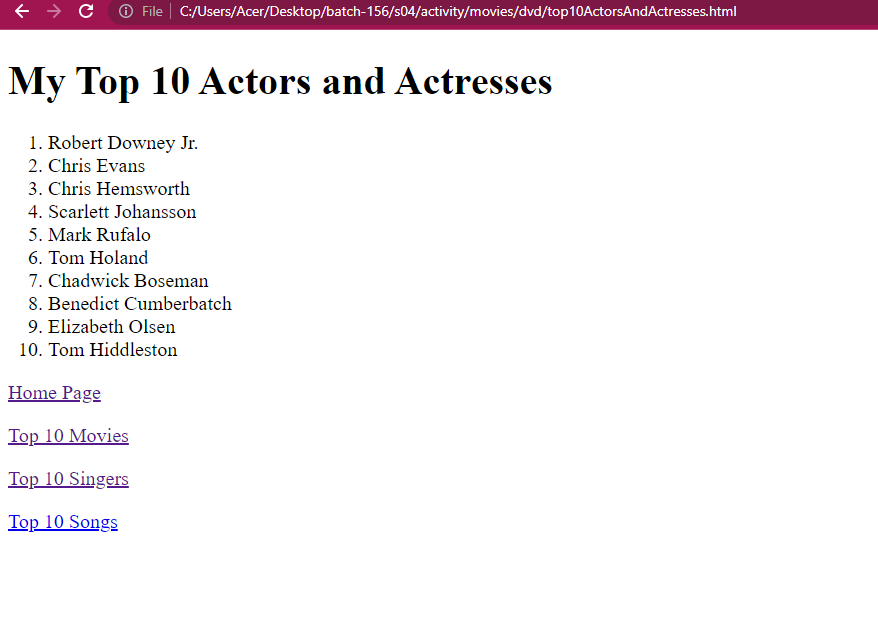 File C:/Users/Acer/Desktop/batch-156/s04/activity/movies/dvd/top10ActorsAndActresses.html
My Top 10 Actors and Actresses
1. Robert Downey Jr.
2. Chris Evans
3. Chris Hemsworth
4. Scarlett Johansson
5. Mark Rufalo
6. Tom Holand
7. Chadwick Boseman
8. Benedict Cumberbatch
9. Elizabeth Olsen
10. Tom Hiddleston
Home Page
Top 10 Movies
Top 10 Singers
Top 10 Songs